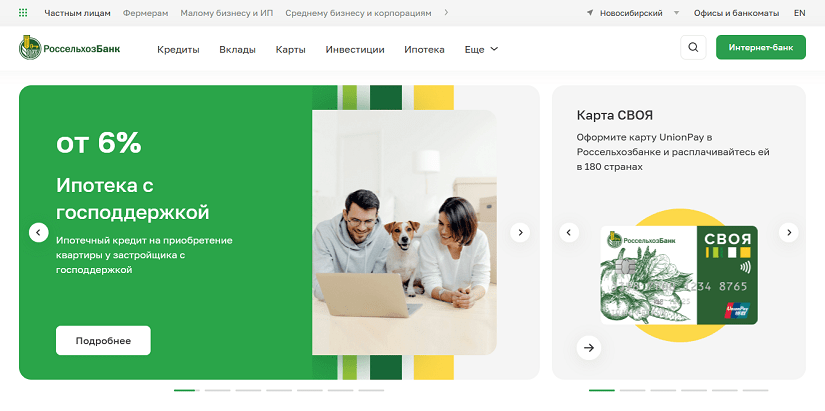 Частным лицам Фермерам Малому бизнесу и ИП Среднему бизнесу и корпорациям Новосибирский Офисы и банкоматы EN
РоссельхозБанк Кредиты Вклады Карты Инвестиции Ипотека Еще Интернет-банк
от 6%
Ипотека с
господдержкой
Ипотечный кредит на приобретение
квартиры у застройщика с
господдержкой
Подробнее
Карта СВОЯ
Оформите карту UnionPay в
Россельхозбанке и расплачивайтесь ей
в 180 странах
РоссельхозБанк СВОЯ
1234 8765
UnionPay